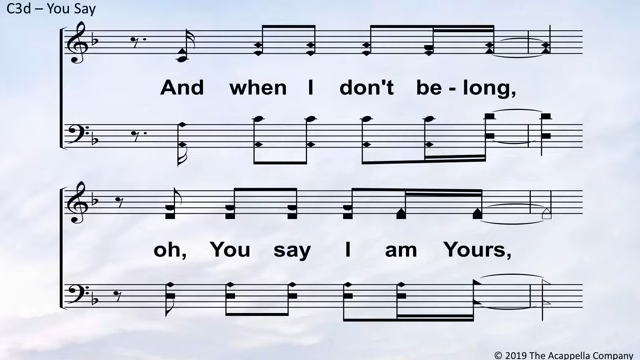 C3d – You Say
And when I don't be - long,
oh, You say I am Yours,
© 2019 The Acappella Company